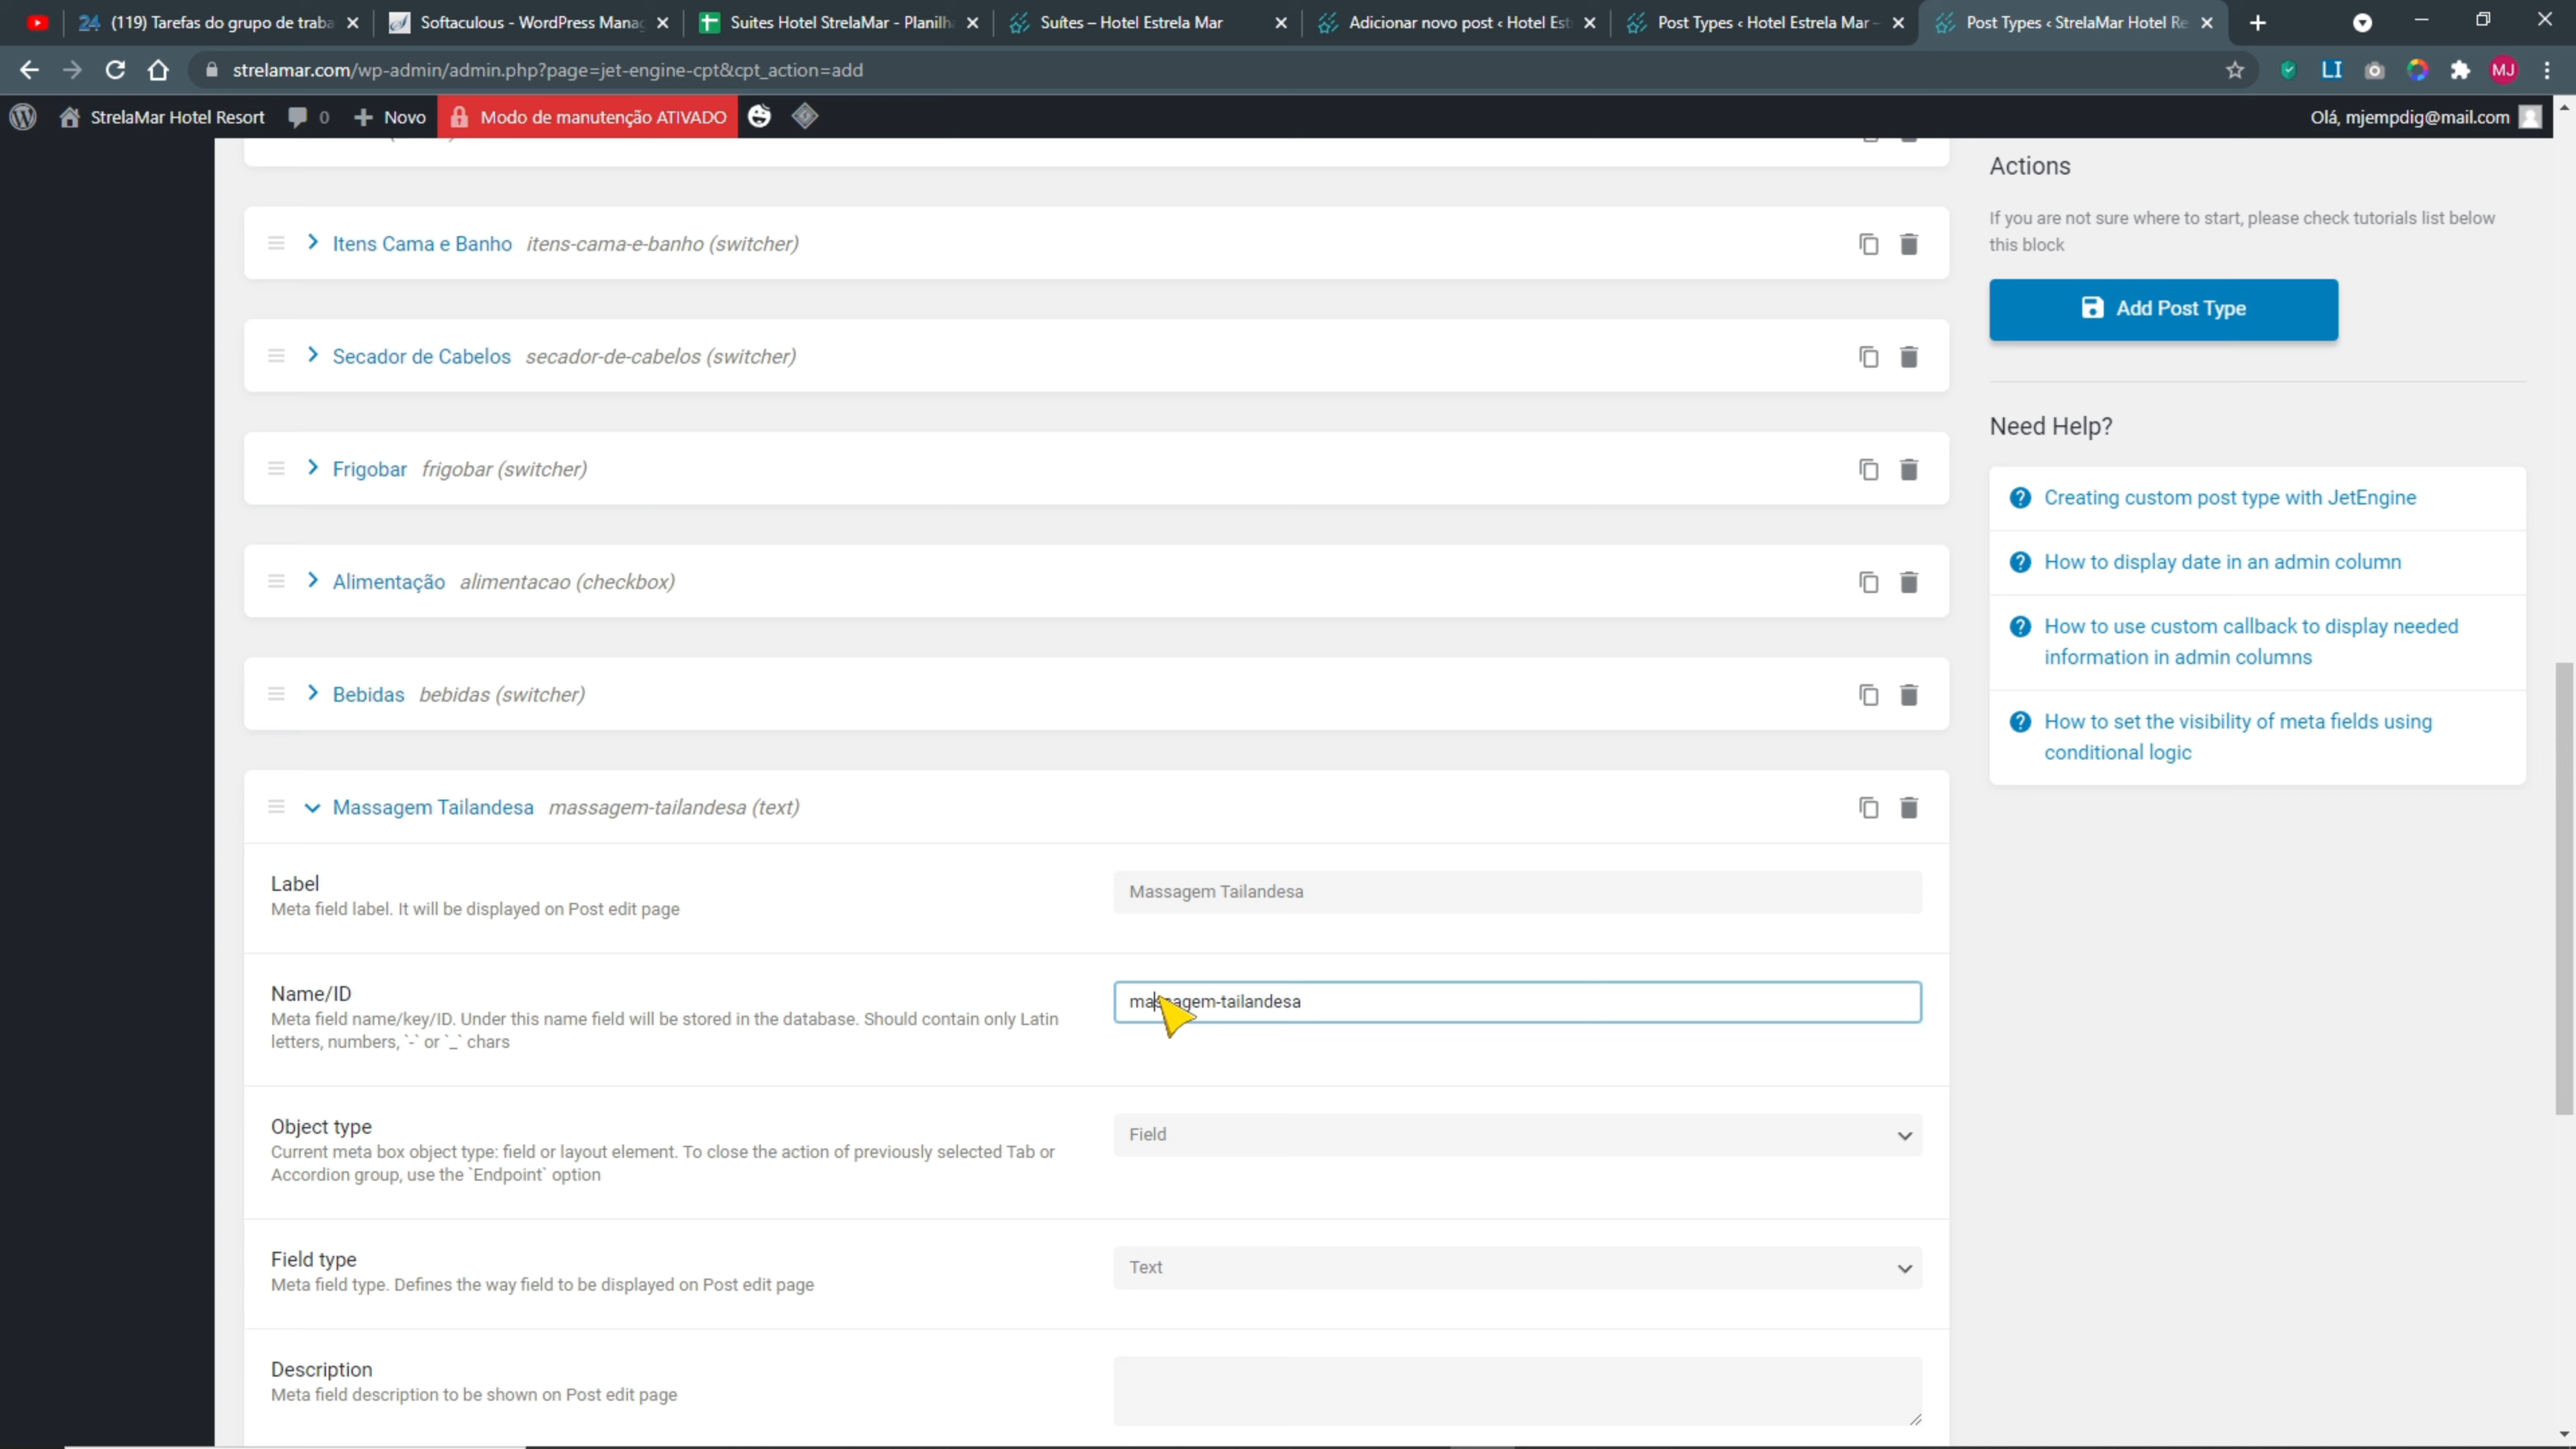 24 (119) Tarefas do grupo de traba
Softaculous - WordPress Manag
Suites Hotel StrelaMar - Planilh
Suítes – Hotel Estrela Mar
Adicionar novo post ‹ Hotel Est
Post Types ‹ Hotel Estrela Mar –
Post Types ‹ StrelaMar Hotel Re
strelamar.com/wp-admin/admin.php?page=jet-engine-cpt&cpt_action=add
LI
MJ
StrelaMar Hotel Resort
0
Novo
Modo de manutenção ATIVADO
Olá, mjempdig@mail.com
Itens Cama e Banho itens-cama-e-banho (switcher)
Secador de Cabelos secador-de-cabelos (switcher)
Frigobar frigobar (switcher)
Alimentação alimentacao (checkbox)
Bebidas bebidas (switcher)
Massagem Tailandesa massagem-tailandesa (text)
Label
Meta field label. It will be displayed on Post edit page
Massagem Tailandesa
Name/ID
Meta field name/key/ID. Under this name field will be stored in the database. Should contain only Latin
letters, numbers, `-` or `_` chars
massagem-tailandesa
Object type
Current meta box object type: field or layout element. To close the action of previously selected Tab or
Accordion group, use the `Endpoint` option
Field
Field type
Meta field type. Defines the way field to be displayed on Post edit page
Text
Description
Meta field description to be shown on Post edit page
Actions
If you are not sure where to start, please check tutorials list below
this block
Add Post Type
Need Help?
Creating custom post type with JetEngine
How to display date in an admin column
How to use custom callback to display needed
information in admin columns
How to set the visibility of meta fields using
conditional logic